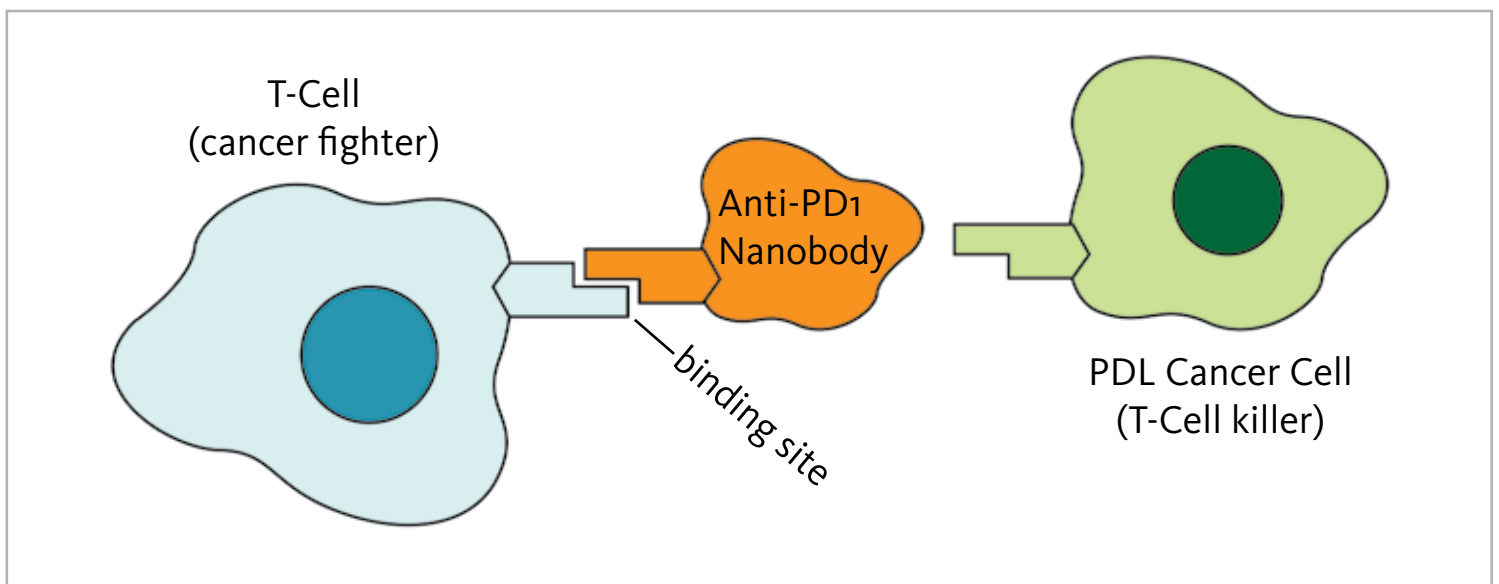 T-Cell
(cancer fighter)
Anti-PD1
Nanobody
binding site
PDL Cancer Cell
(T-Cell killer)